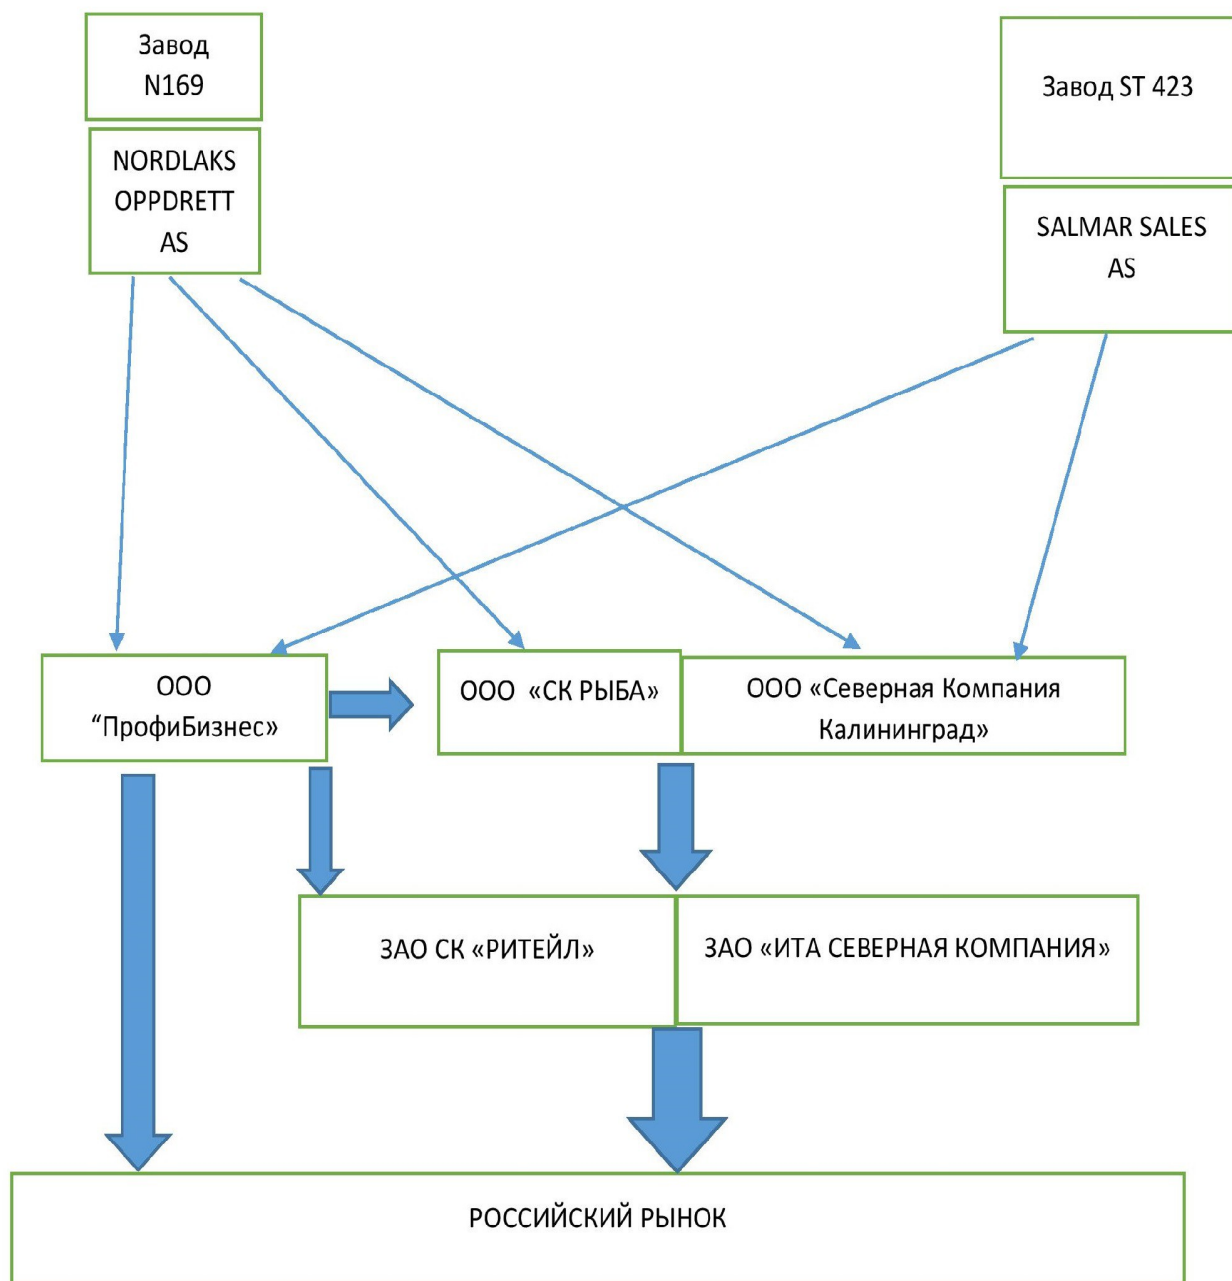 Завод
N169
NORDLAKS
OPPDRETT
AS
Завод ST 423
SALMAR SALES
AS
ООО
“ПрофиБизнес»
ООО «СК РЫБА»
ООО «Северная Компания
Калининград»
ЗАО СК «РИТЕЙЛ»
ЗАО «ИТА СЕВЕРНАЯ КОМПАНИЯ»
РОССИЙСКИЙ РЫНОК